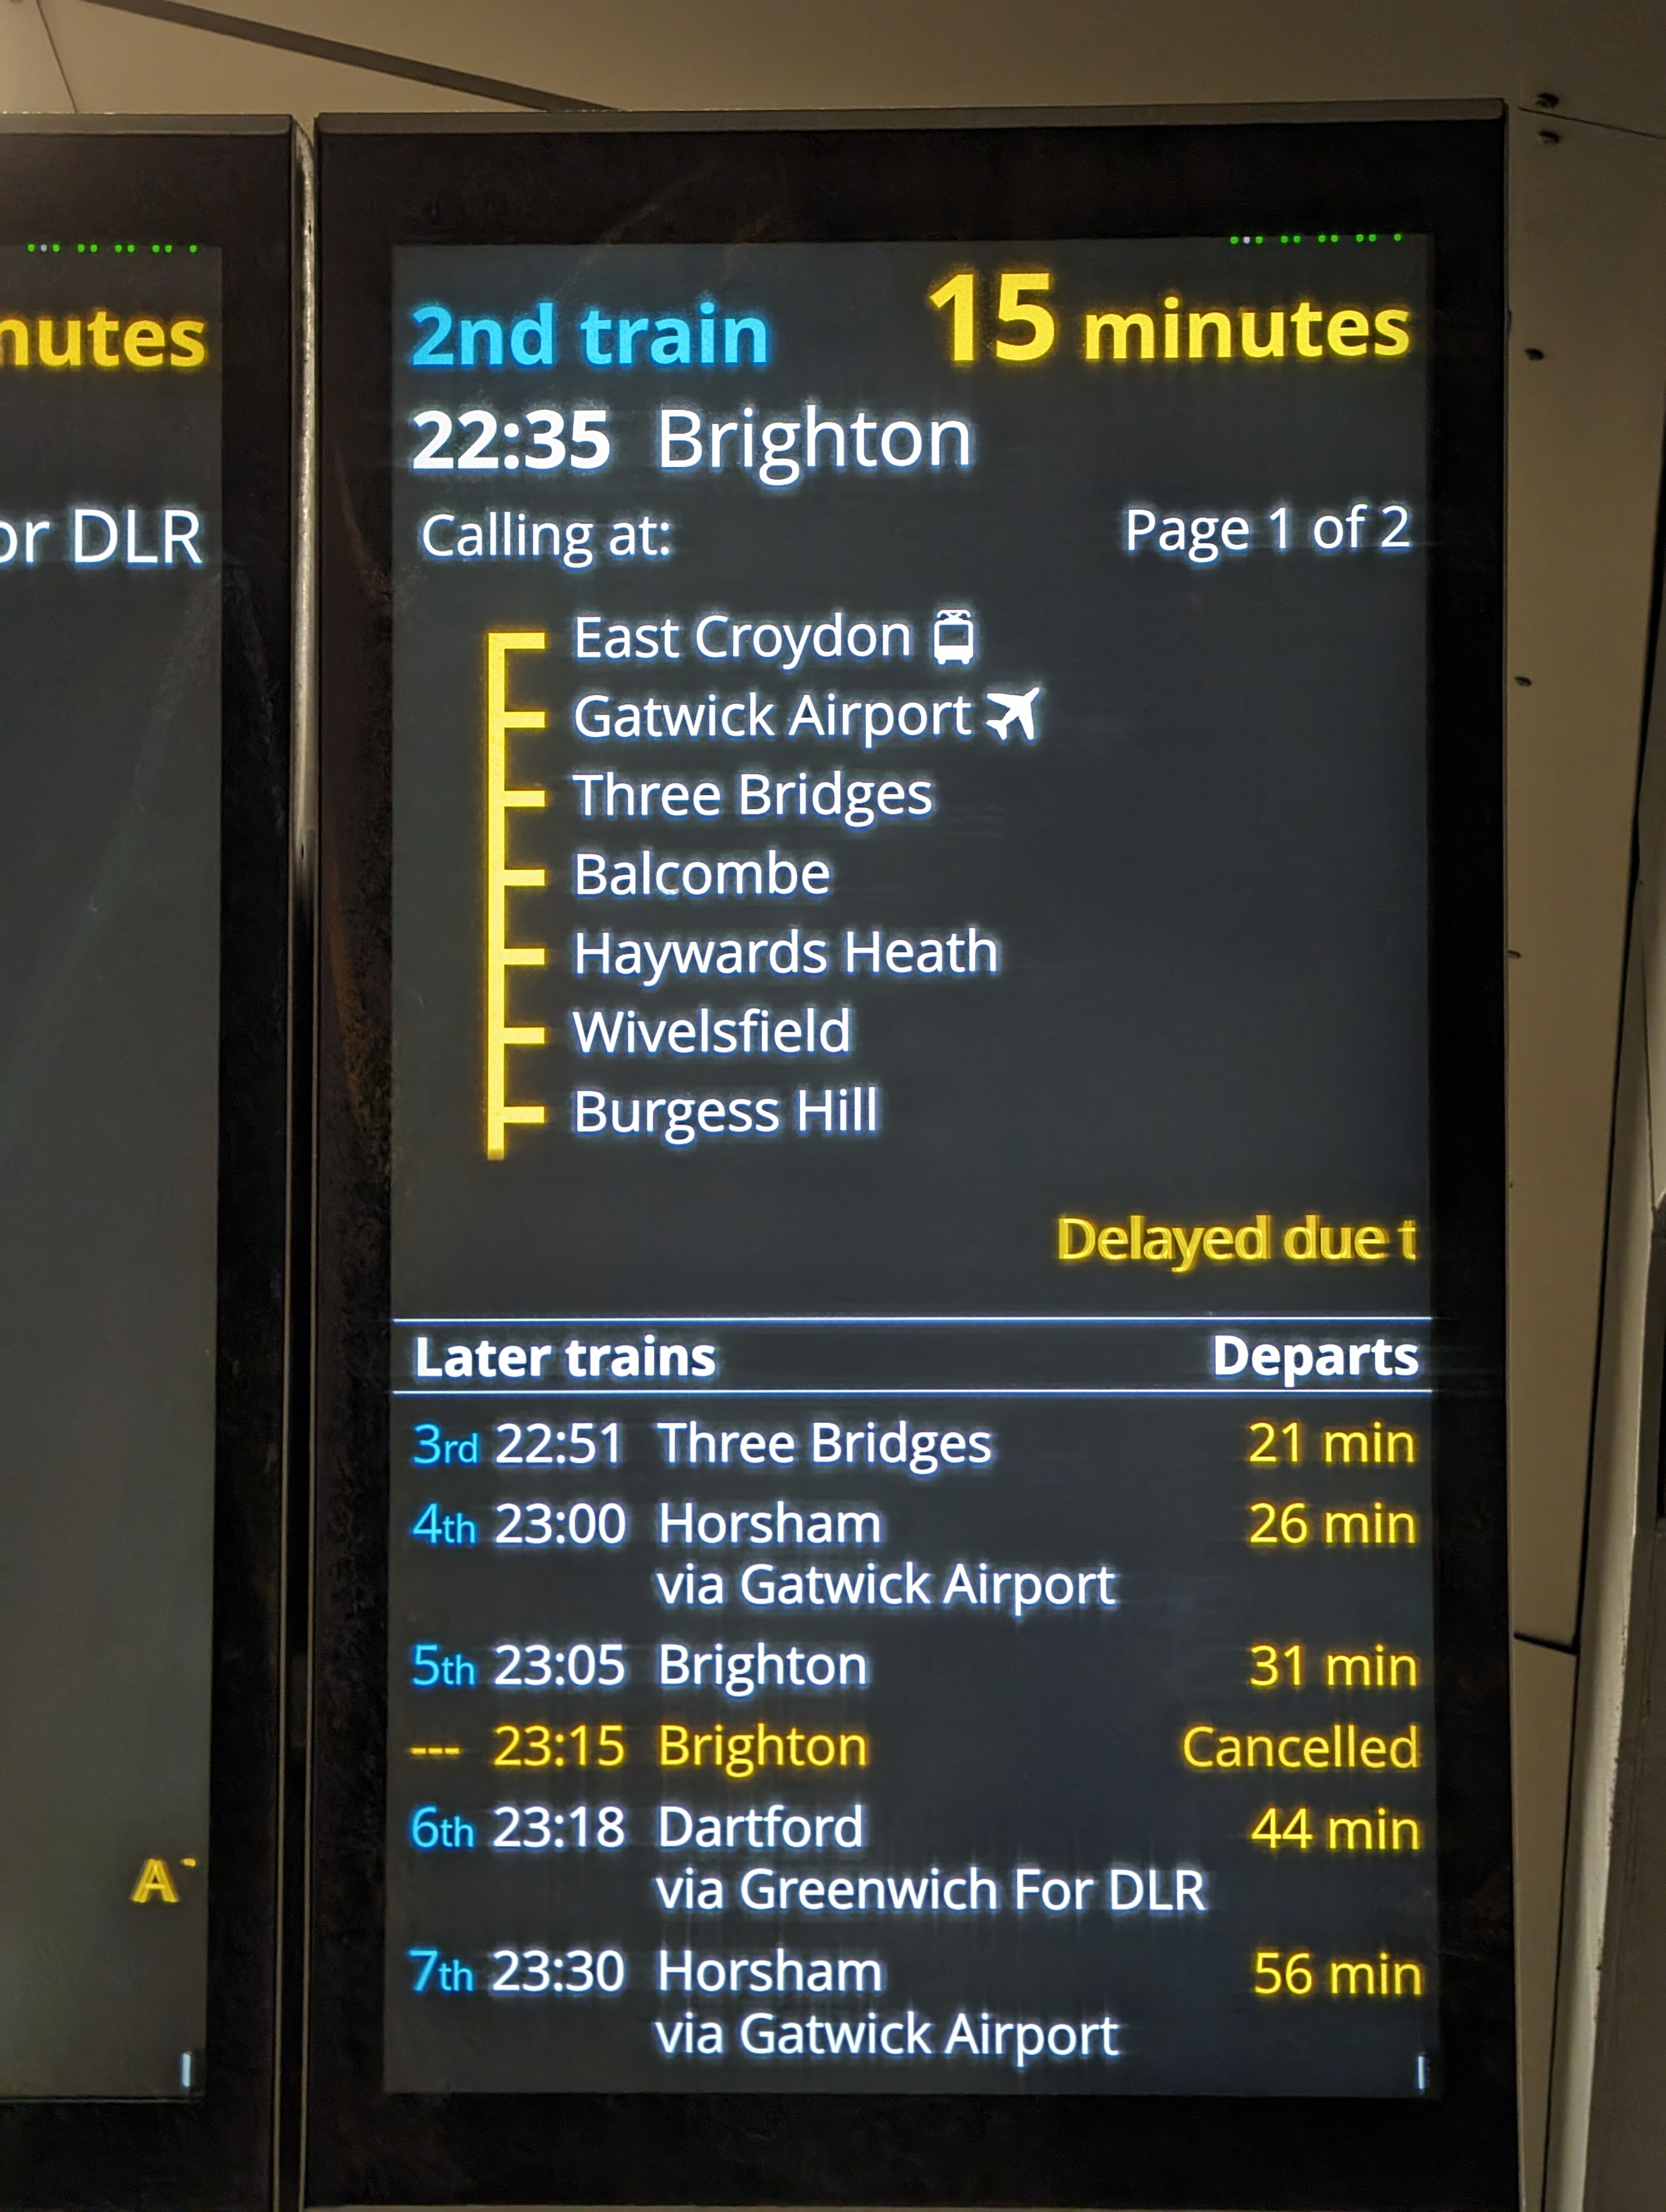 nutes
or DLR
A
2nd train 15 minutes
22:35 Brighton
Calling at: Page 1 of 2
East Croydon
Gatwick Airport
Three Bridges
Balcombe
Haywards Heath
Wivelsfield
Burgess Hill
Delayed due t
Later trains Departs
3rd 22:51 Three Bridges 21 min
4th 23:00 Horsham 26 min
via Gatwick Airport
5th 23:05 Brighton 31 min
--- 23:15 Brighton Cancelled
6th 23:18 Dartford 44 min
via Greenwich For DLR
7th 23:30 Horsham 56 min
via Gatwick Airport